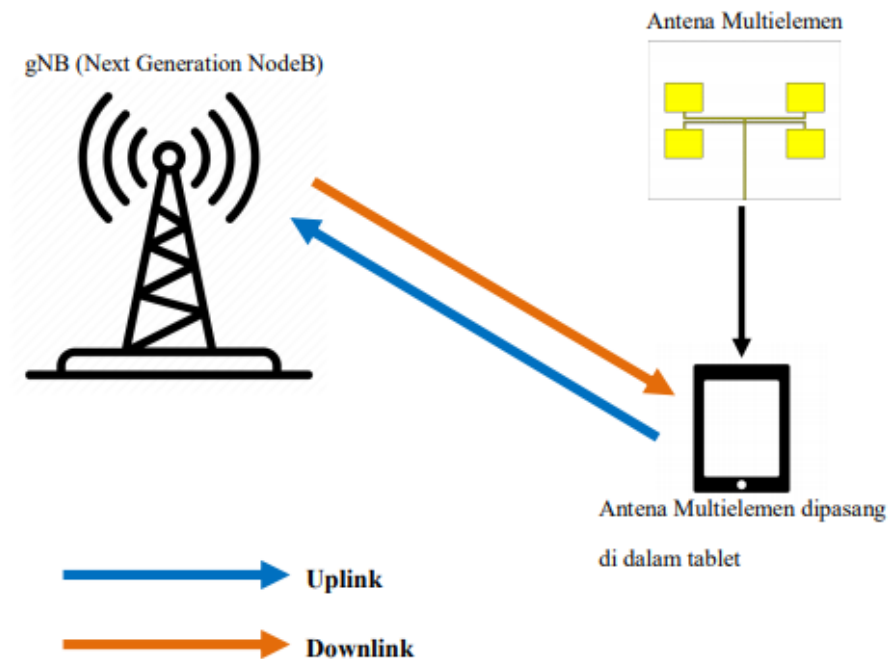 Antena Multielemen
gNB (Next Generation NodeB)
Antena Multielemen dipasang
di dalam tablet
Uplink
Downlink